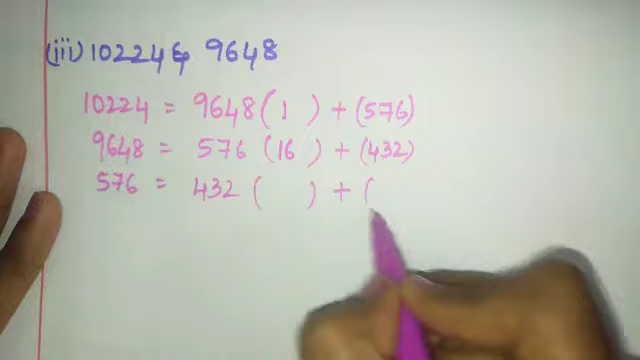 (iii) 10224 & 9648
10224 = 9648 ( 1 ) + (576)
9648 = 576 (16 ) + (432)
576 = 432 ( ) + (